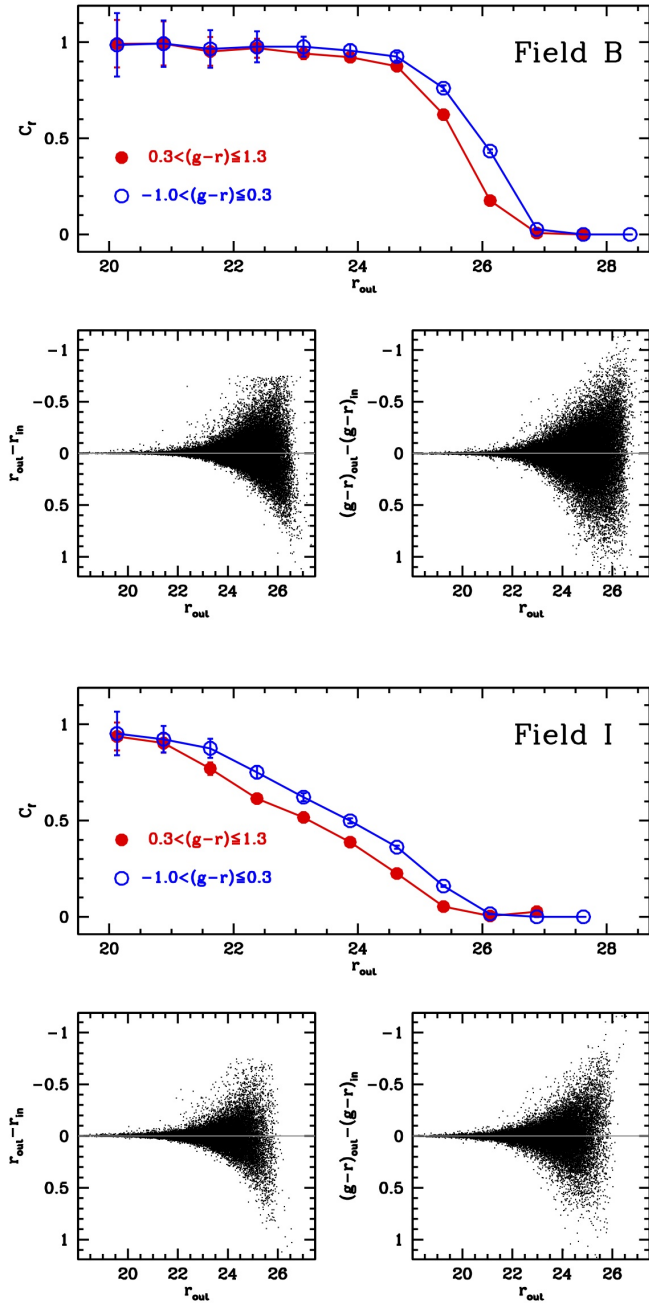 Field B
1
0.5
0
C_f
0.3<(g−r)≦1.3
−1.0<(g−r)≦0.3
20 22 24 26 28
r_out
-1
-0.5
0
0.5
1
r_out−r_in
20 22 24 26
r_out
-1
-0.5
0
0.5
1
(g−r)_out−(g−r)_in
20 22 24 26
r_out
Field I
1
0.5
0
C_f
0.3<(g−r)≦1.3
−1.0<(g−r)≦0.3
20 22 24 26 28
r_out
-1
-0.5
0
0.5
1
r_out−r_in
20 22 24 26
r_out
-1
-0.5
0
0.5
1
(g−r)_out−(g−r)_in
20 22 24 26
r_out